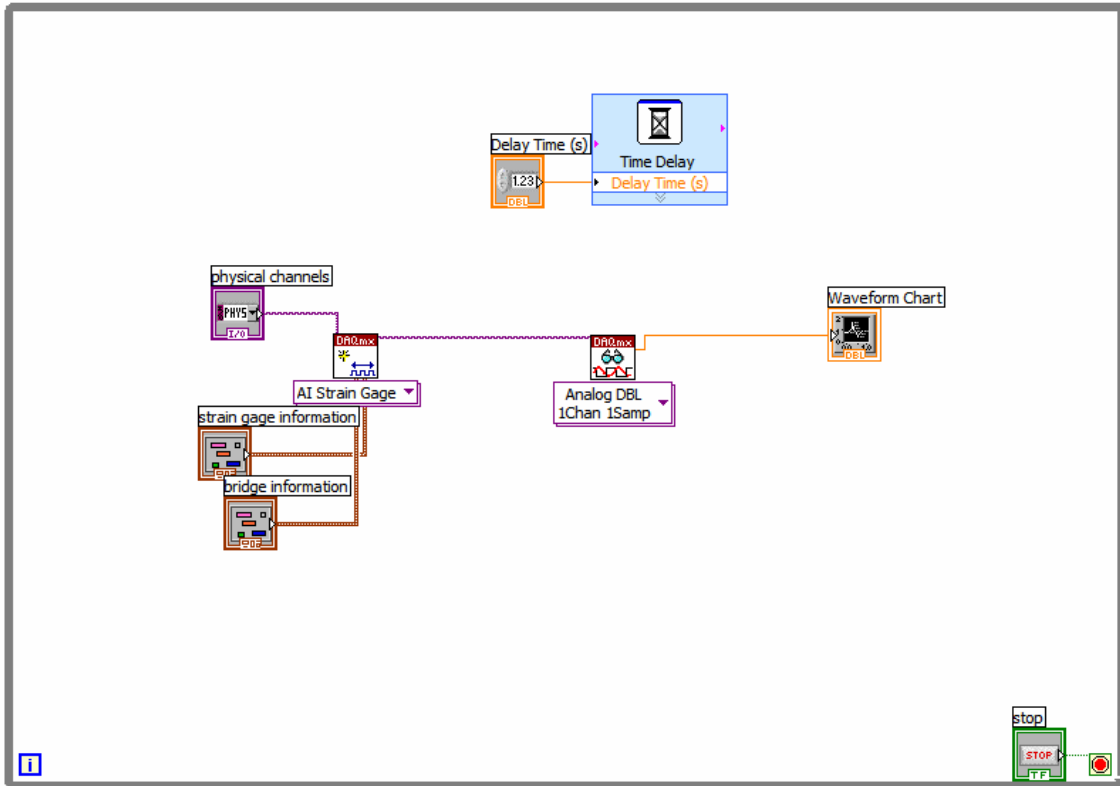 Delay Time (s)
1.23
DBL
Time Delay
Delay Time (s)
physical channels
PHYS
I/O
DAQmx
AI Strain Gage
DAQmx
Analog DBL
1Chan 1Samp
Waveform Chart
DBL
strain gage information
bridge information
stop
STOP
TF
i